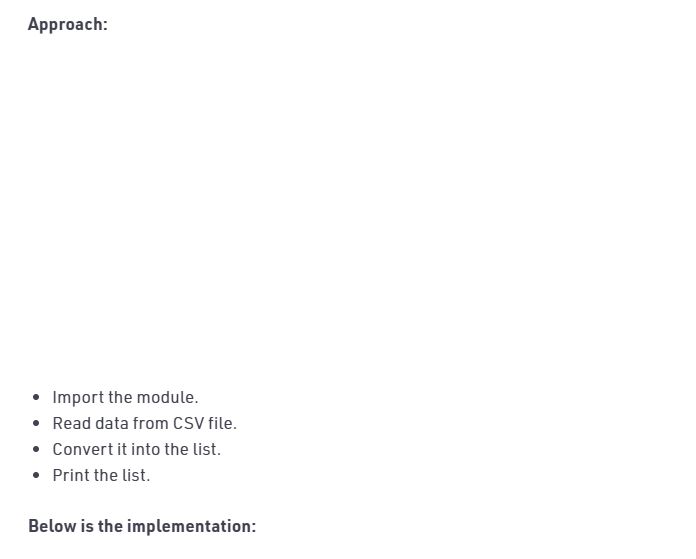 Approach:
• Import the module.
• Read data from CSV file.
• Convert it into the list.
• Print the list.
Below is the implementation: